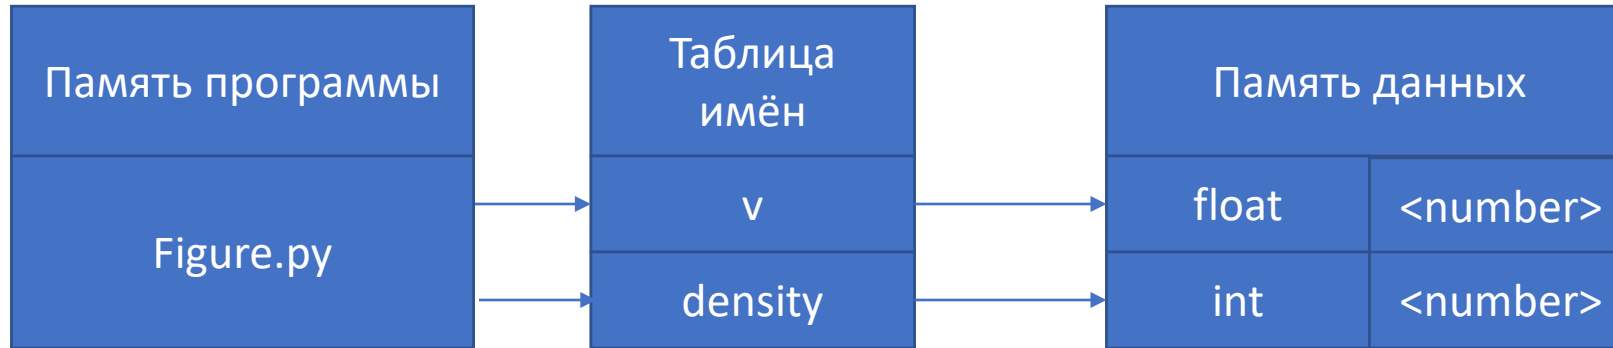 Память программы
Таблица
имён
Память данных
Figure.py
v
float
<number>
density
int
<number>